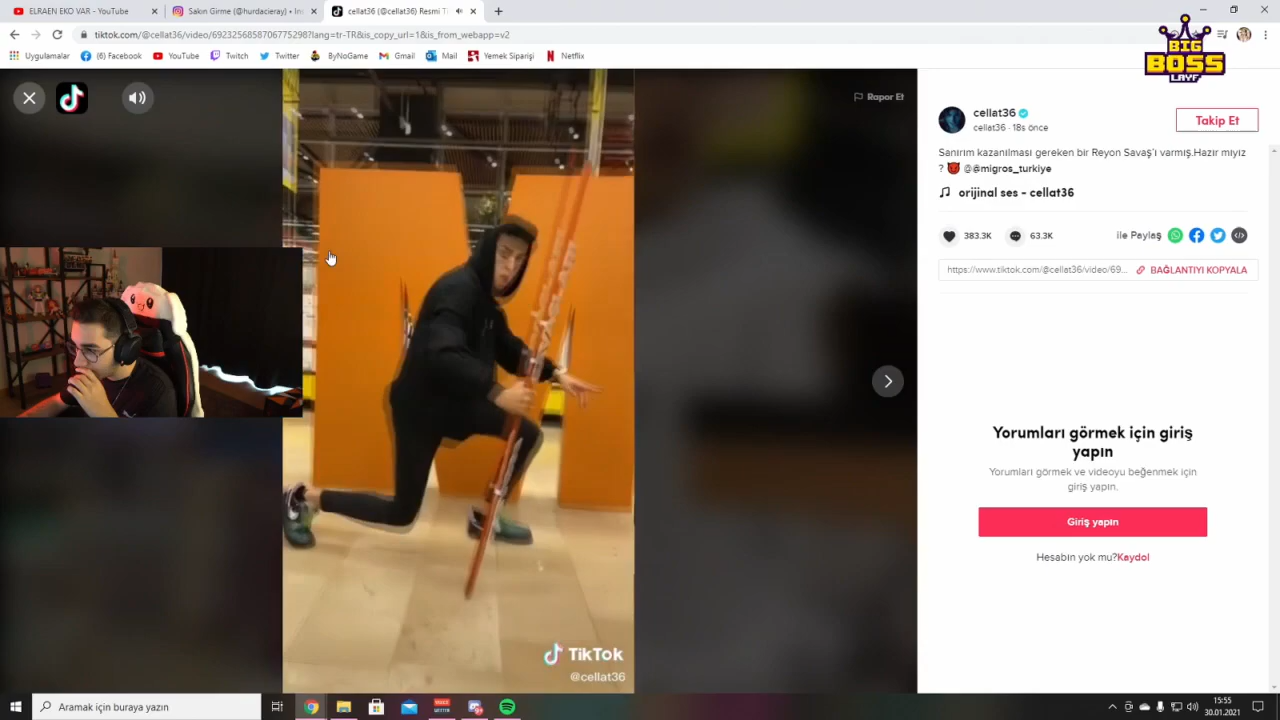 ELRAEN EKO VAR - YouTube
Sakın Girme (@hurdacieray) • Ins
cellat36 (@cellat36) Resmi T
tiktok.com/@cellat36/video/6923256858706775298?lang=tr-TR&is_copy_url=1&is_from_webapp=v2
Uygulamalar
(6) Facebook
YouTube
Twitch
Twitter
ByNoGame
Gmail
Mail
Yemek Siparişi
Netflix
BIG
BOSS
LAYF
Rapor Et
cellat36
cellat36 · 18s önce
Takip Et
Sanırım kazanılması gereken bir Reyon Savaş'ı varmış.Hazır mıyız
? @@migros_turkiye
orijinal ses - cellat36
383.3K
63.3K
ile Paylaş
https://www.tiktok.com/@cellat36/video/69...
BAĞLANTIYI KOPYALA
Yorumları görmek için giriş
yapın
Yorumları görmek ve videoyu beğenmek için
giriş yapın.
Giriş yapın
Hesabın yok mu?Kaydol
TikTok
@cellat36
Aramak için buraya yazın
15:55
30.01.2021